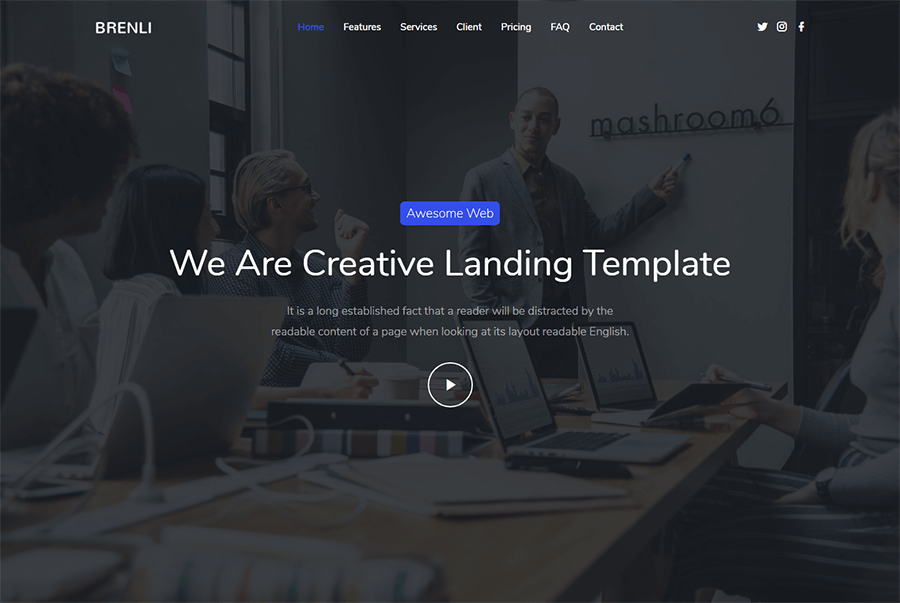 BRENLI
Home Features Services Client Pricing FAQ Contact
mashroom6
Awesome Web
We Are Creative Landing Template
It is a long established fact that a reader will be distracted by the
readable content of a page when looking at its layout readable English.